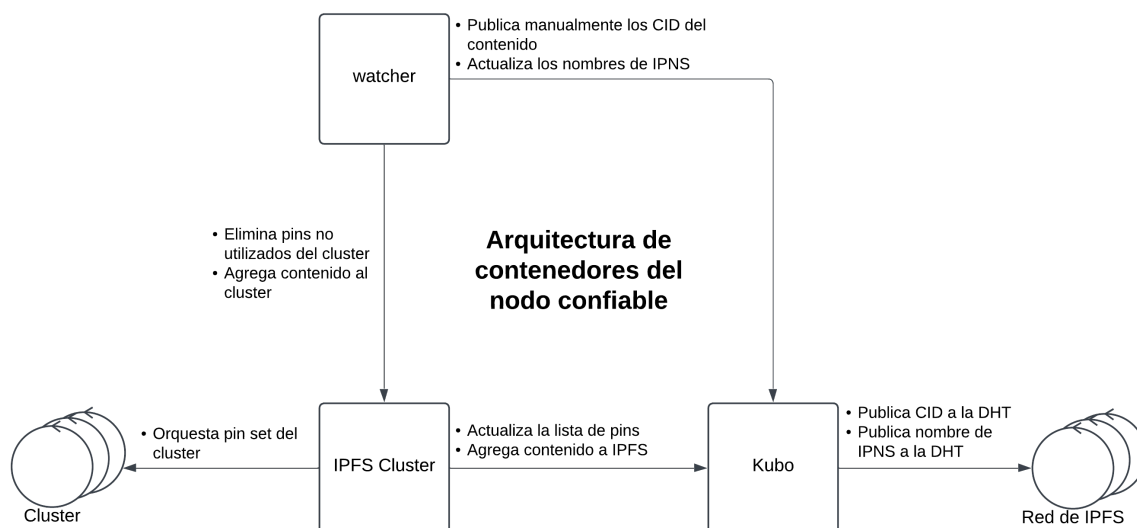 • Publica manualmente los CID del
contenido
• Actualiza los nombres de IPNS
watcher
• Elimina pins no
utilizados del cluster
• Agrega contenido al
cluster
Arquitectura de
contenedores del
nodo confiable
• Orquesta pin set del
cluster
IPFS Cluster
• Actualiza la lista de pins
• Agrega contenido a IPFS
Kubo
• Publica CID a la DHT
• Publica nombre de
IPNS a la DHT
Cluster
Red de IPFS